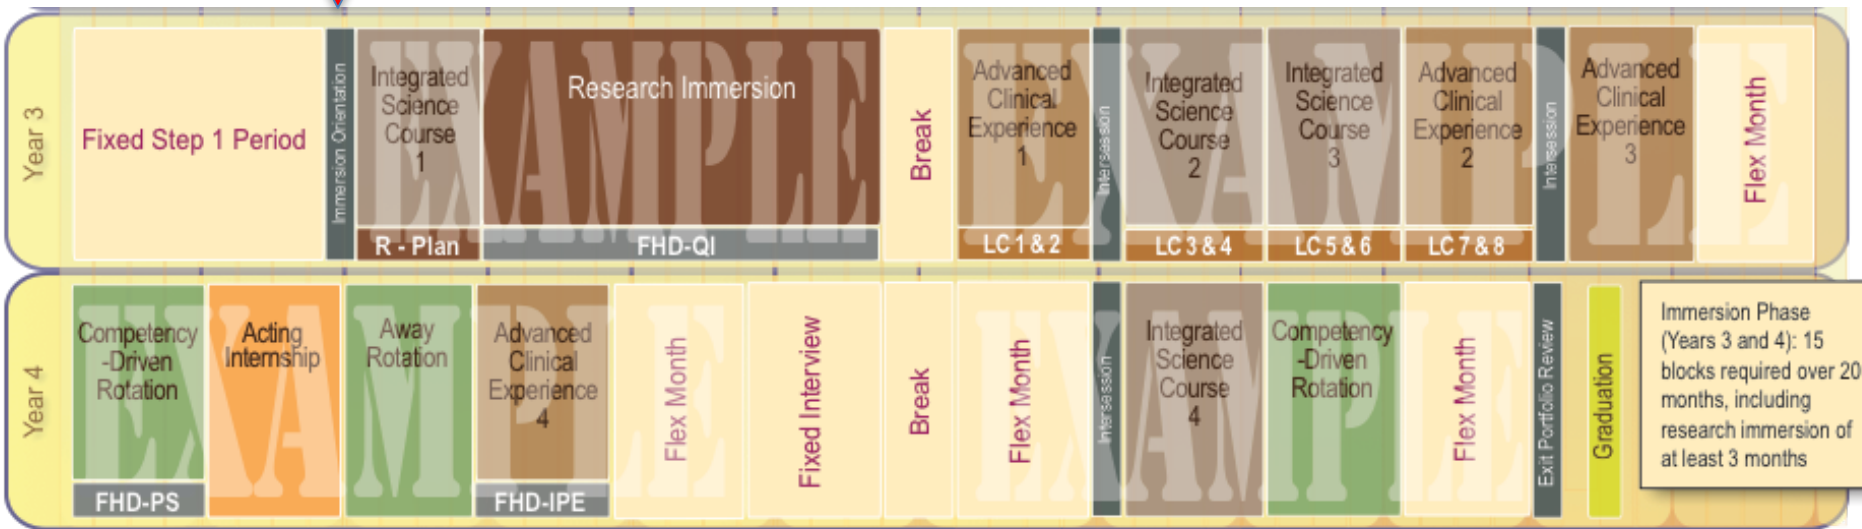 Year 3
Fixed Step 1 Period
Immersion Orientation
Integrated
Science
Course
1
R - Plan
Research Immersion
FHD-QI
Break
Advanced
Clinical
Experience
1
LC 1 & 2
Intersession
Integrated
Science
Course
2
LC 3 & 4
Integrated
Science
Course
3
LC 5 & 6
Advanced
Clinical
Experience
2
LC 7 & 8
Intersession
Advanced
Clinical
Experience
3
Flex Month
EXAMPLE
EXAMPLE
Year 4
Competency
-Driven
Rotation
FHD-PS
Acting
Internship
Away
Rotation
Advanced
Clinical
Experience
4
FHD-IPE
Flex Month
Fixed Interview
Break
Flex Month
Intersession
Integrated
Science
Course
4
Competency
-Driven
Rotation
Flex Month
Exit Portfolio Review
Graduation
EXAMPLE
EXAMPLE
Immersion Phase
(Years 3 and 4): 15
blocks required over 20
months, including
research immersion of
at least 3 months